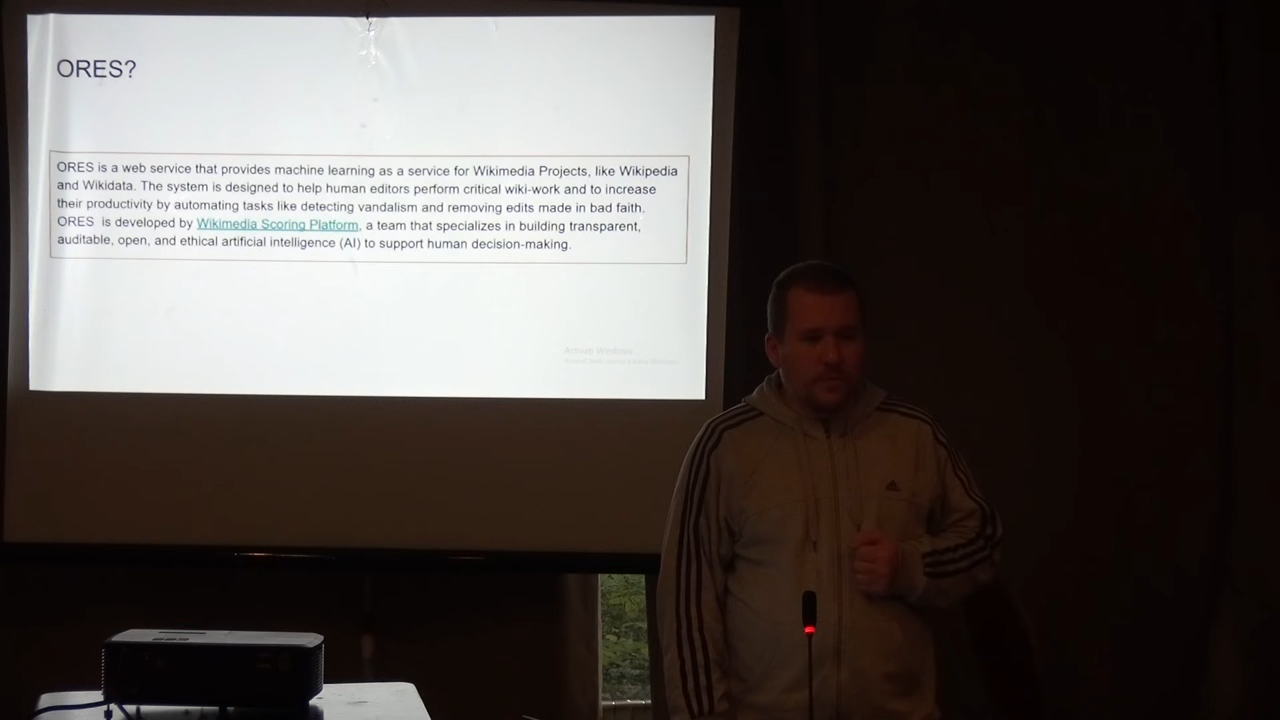 ORES?
ORES is a web service that provides machine learning as a service for Wikimedia Projects, like Wikipedia
and Wikidata. The system is designed to help human editors perform critical wiki-work and to increase
their productivity by automating tasks like detecting vandalism and removing edits made in bad faith.
ORES is developed by Wikimedia Scoring Platform, a team that specializes in building transparent,
auditable, open, and ethical artificial intelligence (AI) to support human decision-making.
Activate Windows